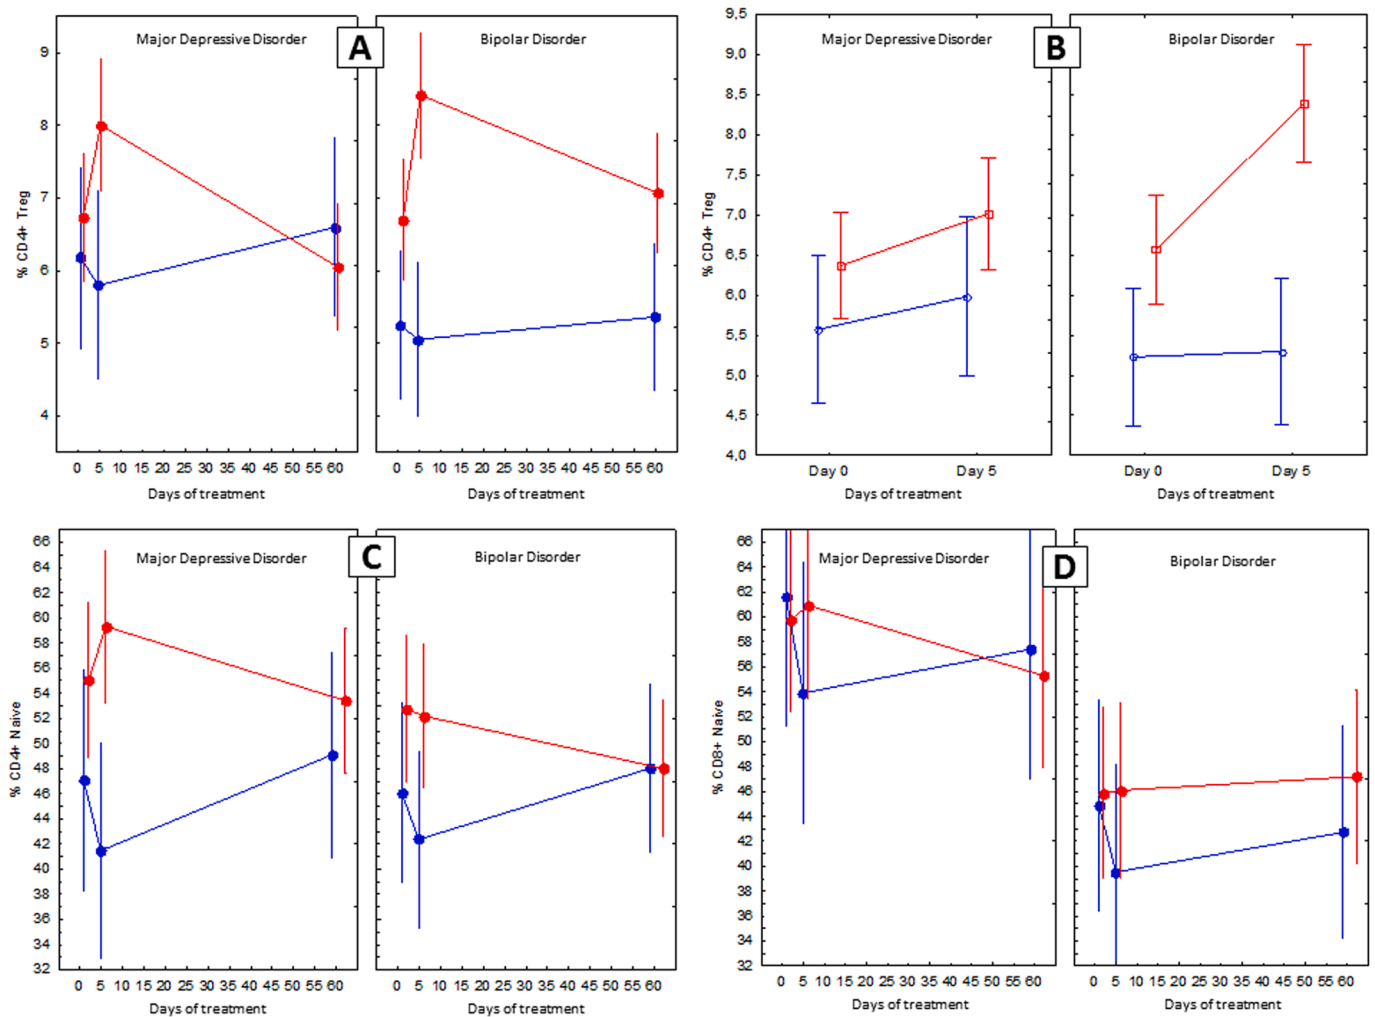 A
Major Depressive Disorder
Bipolar Disorder
% CD4+ Treg
9
8
7
6
5
4
0 5 10 15 20 25 30 35 40 45 50 55 60
0 5 10 15 20 25 30 35 40 45 50 55 60
Days of treatment
Days of treatment
B
Major Depressive Disorder
Bipolar Disorder
% CD4+ Treg
9,5
9,0
8,5
8,0
7,5
7,0
6,5
6,0
5,5
5,0
4,5
4,0
Day 0 Day 5
Day 0 Day 5
Days of treatment
Days of treatment
C
Major Depressive Disorder
Bipolar Disorder
% CD4+ Naive
66
64
62
60
58
56
54
52
50
48
46
44
42
40
38
36
34
32
0 5 10 15 20 25 30 35 40 45 50 55 60
0 5 10 15 20 25 30 35 40 45 50 55 60
Days of treatment
Days of treatment
D
Major Depressive Disorder
Bipolar Disorder
% CD8+ Naive
66
64
62
60
58
56
54
52
50
48
46
44
42
40
38
36
34
32
0 5 10 15 20 25 30 35 40 45 50 55 60
0 5 10 15 20 25 30 35 40 45 50 55 60
Days of treatment
Days of treatment